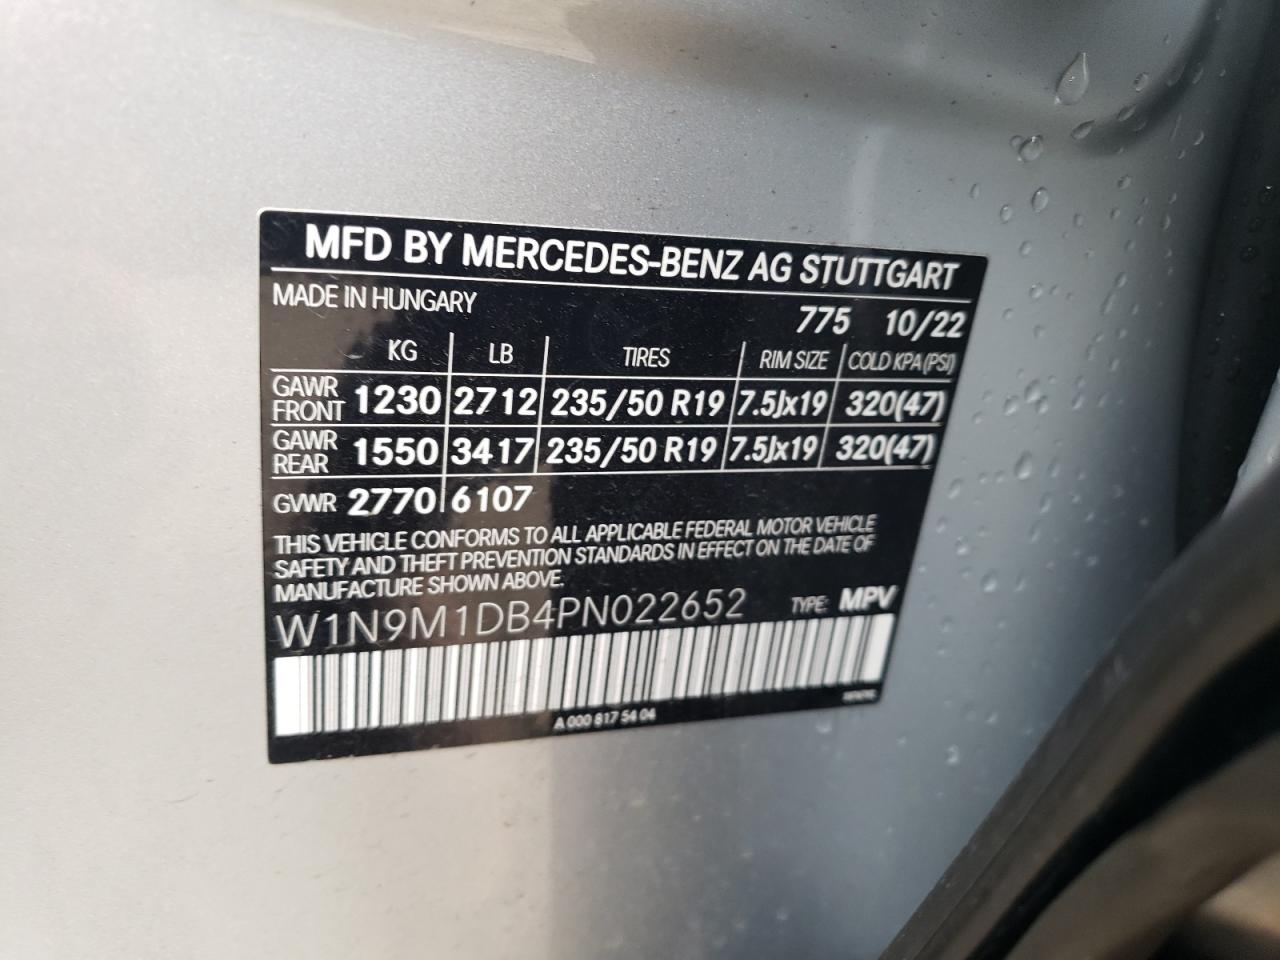 MFD BY MERCEDES-BENZ AG STUTTGART
MADE IN HUNGARY 775 10/22
KG LB TIRES RIM SIZE COLD KPA (PSI)
GAWR FRONT 1230 2712 235/50 R19 7.5Jx19 320(47)
GAWR REAR 1550 3417 235/50 R19 7.5Jx19 320(47)
GVWR 2770 6107
THIS VEHICLE CONFORMS TO ALL APPLICABLE FEDERAL MOTOR VEHICLE
SAFETY AND THEFT PREVENTION STANDARDS IN EFFECT ON THE DATE OF
MANUFACTURE SHOWN ABOVE.
W1N9M1DB4PN022652 TYPE: MPV
A 000 817 54 04